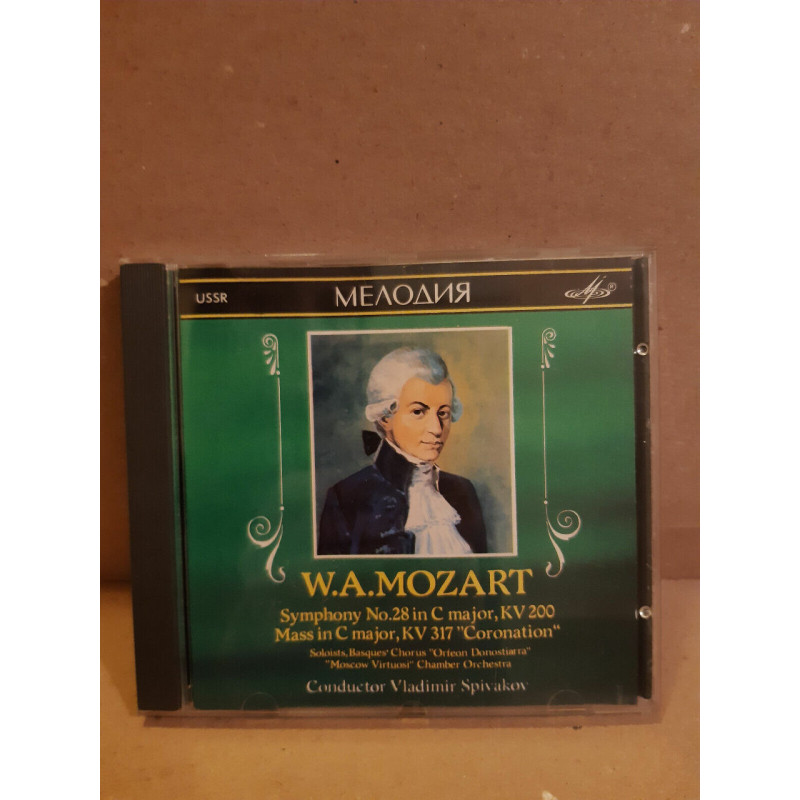 USSR
МЕЛОДИЯ
W.A.MOZART
Symphony No.28 in C major, KV 200
Mass in C major, KV 317 "Coronation"
Soloists, Basques' Chorus "Orfeon Donostiarra"
"Moscow Virtuosi" Chamber Orchestra
Conductor Vladimir Spivakov